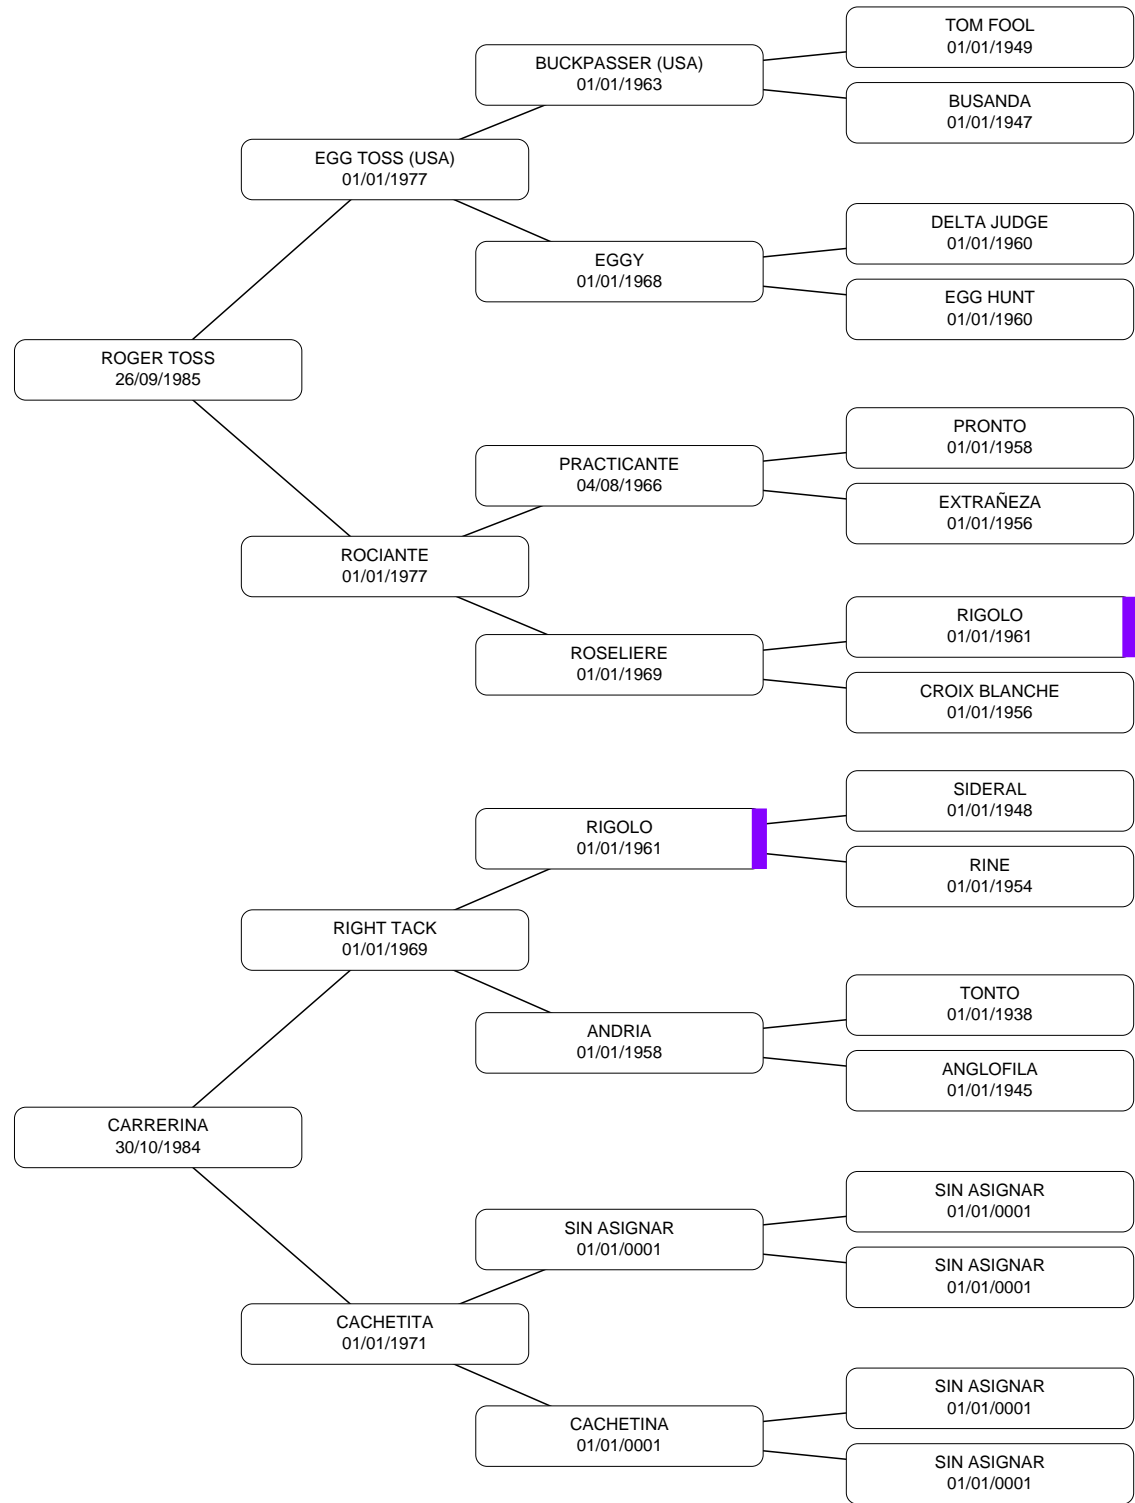 TOM FOOL
01/01/1949
BUCKPASSER (USA)
01/01/1963
BUSANDA
01/01/1947
EGG TOSS (USA)
01/01/1977
DELTA JUDGE
01/01/1960
EGGY
01/01/1968
EGG HUNT
01/01/1960
ROGER TOSS
26/09/1985
PRONTO
01/01/1958
PRACTICANTE
04/08/1966
EXTRAÑEZA
01/01/1956
ROCIANTE
01/01/1977
RIGOLO
01/01/1961
ROSELIERE
01/01/1969
CROIX BLANCHE
01/01/1956
SIDERAL
01/01/1948
RIGOLO
01/01/1961
RINE
01/01/1954
RIGHT TACK
01/01/1969
TONTO
01/01/1938
ANDRIA
01/01/1958
ANGLOFILA
01/01/1945
CARRERINA
30/10/1984
SIN ASIGNAR
01/01/0001
SIN ASIGNAR
01/01/0001
SIN ASIGNAR
01/01/0001
CACHETITA
01/01/1971
SIN ASIGNAR
01/01/0001
CACHETINA
01/01/0001
SIN ASIGNAR
01/01/0001